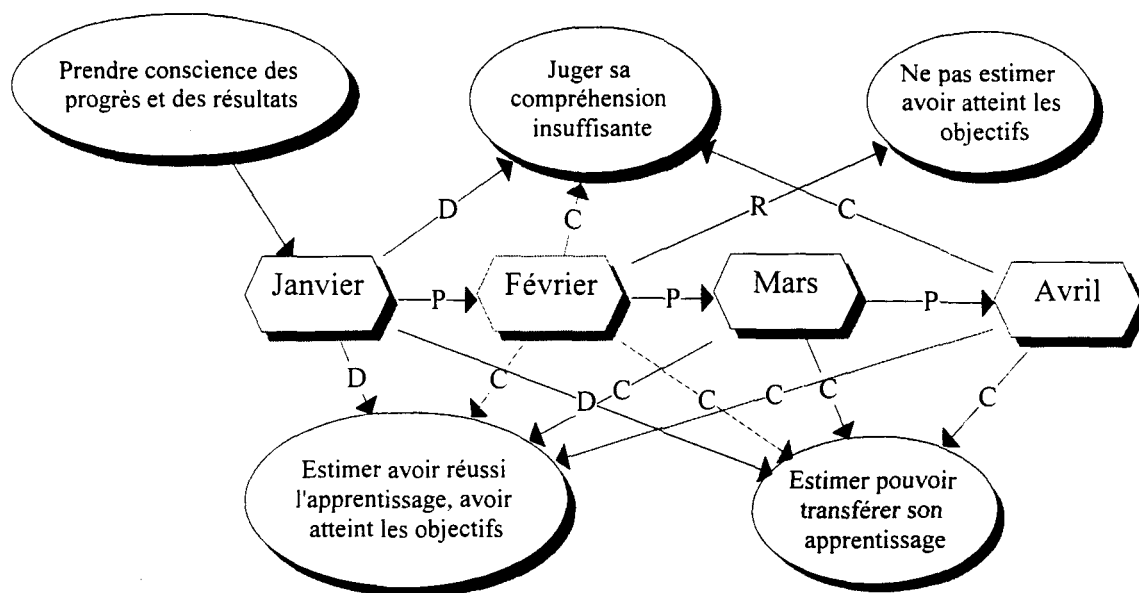 Prendre conscience des
progrès et des résultats
Juger sa
compréhension
insuffisante
Ne pas estimer
avoir atteint les
objectifs
D
C
R
C
Janvier
P
Février
P
Mars
P
Avril
D
C
D
C
C
C
C
C
Estimer avoir réussi
l'apprentissage, avoir
atteint les objectifs
Estimer pouvoir
transférer son
apprentissage